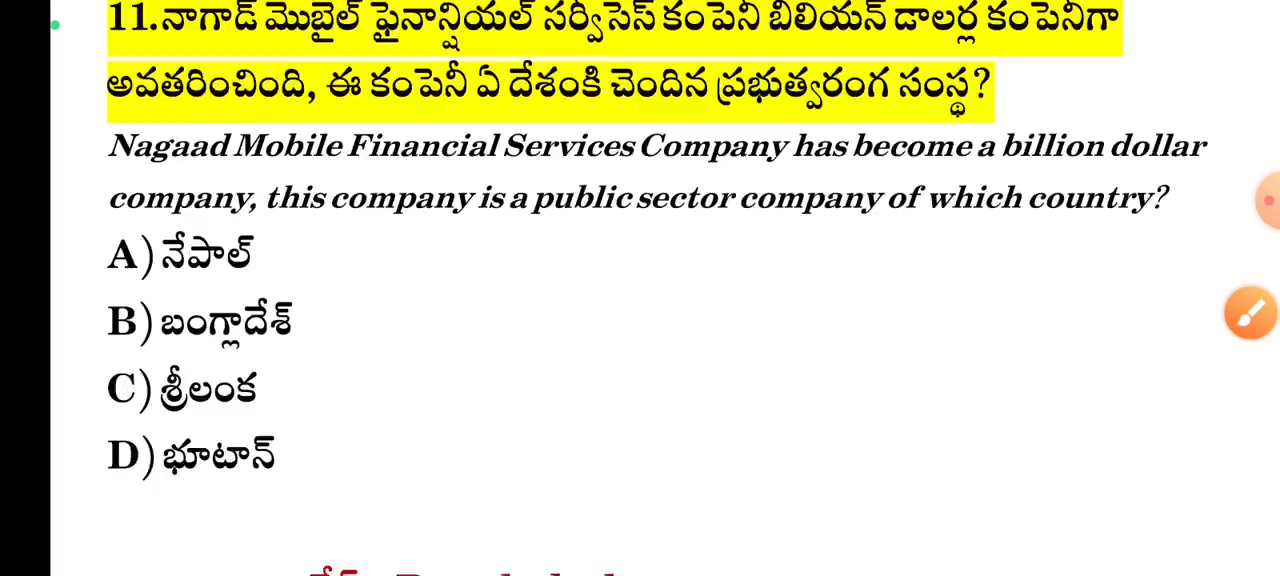 11.నాగాడ్ మొబైల్ ఫైనాన్షియల్ సర్వీసెస్ కంపెనీ బిలియన్ డాలర్ల కంపెనీగా
అవతరించింది, ఈ కంపెనీ ఏ దేశంకి చెందిన ప్రభుత్వరంగ సంస్థ?
Nagaad Mobile Financial Services Company has become a billion dollar
company, this company is a public sector company of which country?
A) నేపాల్
B) బంగ్లాదేశ్
C) శ్రీలంక
D) భూటాన్